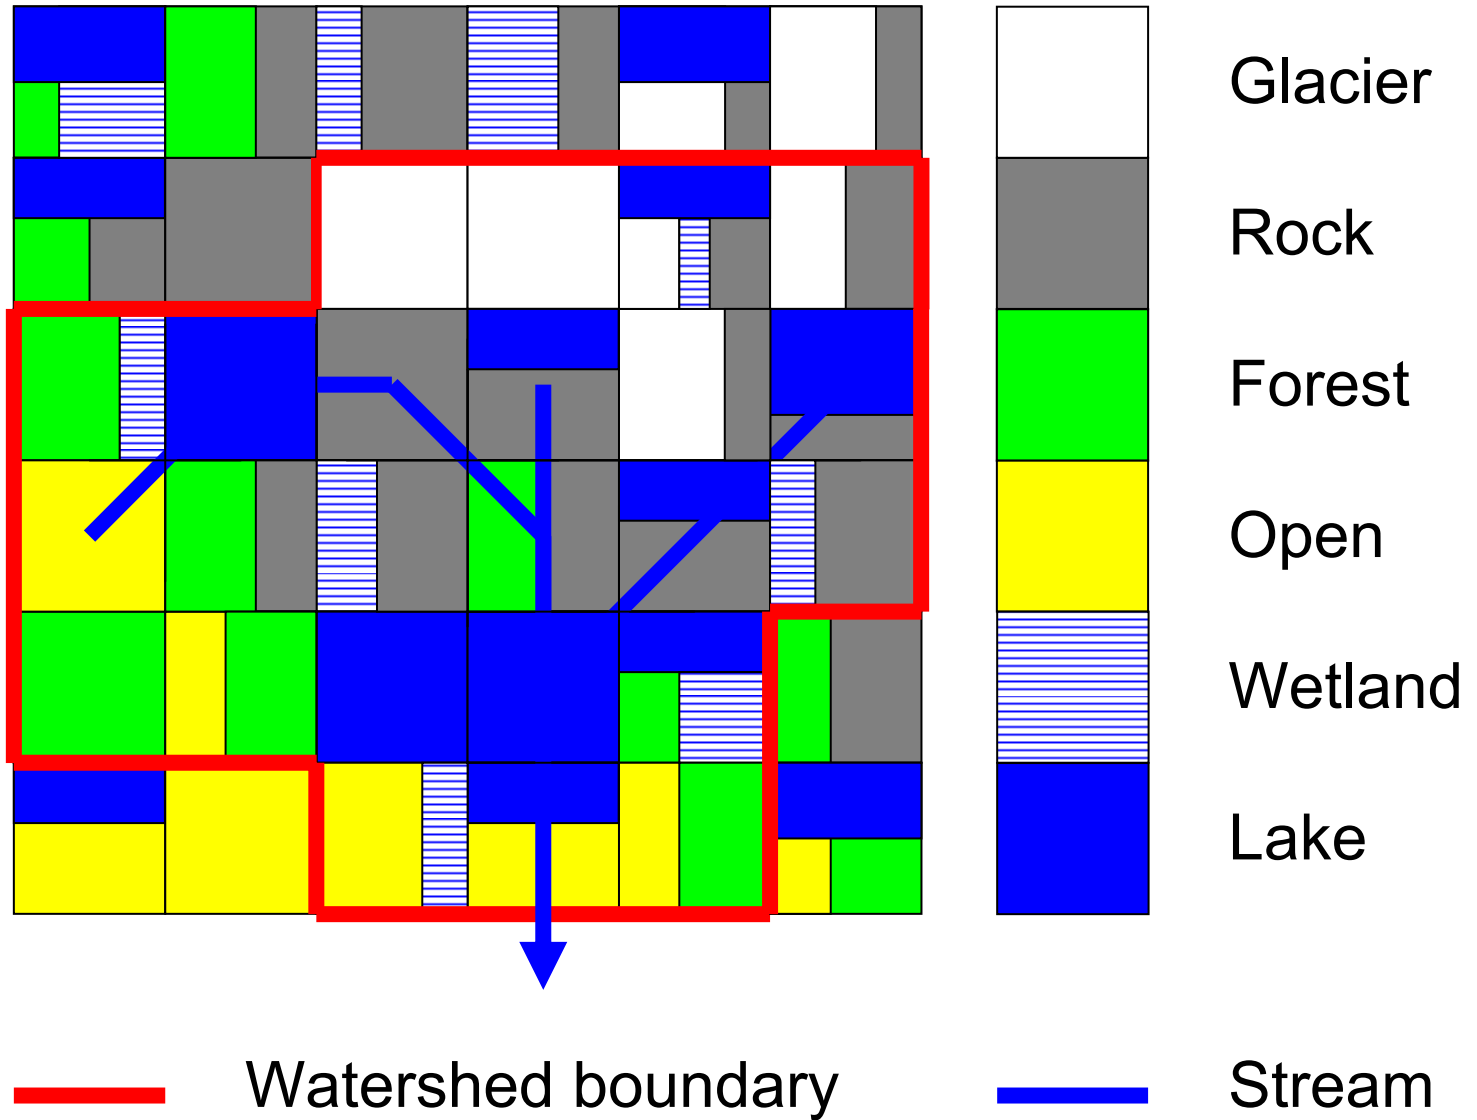 Glacier
Rock
Forest
Open
Wetland
Lake
Watershed boundary
Stream